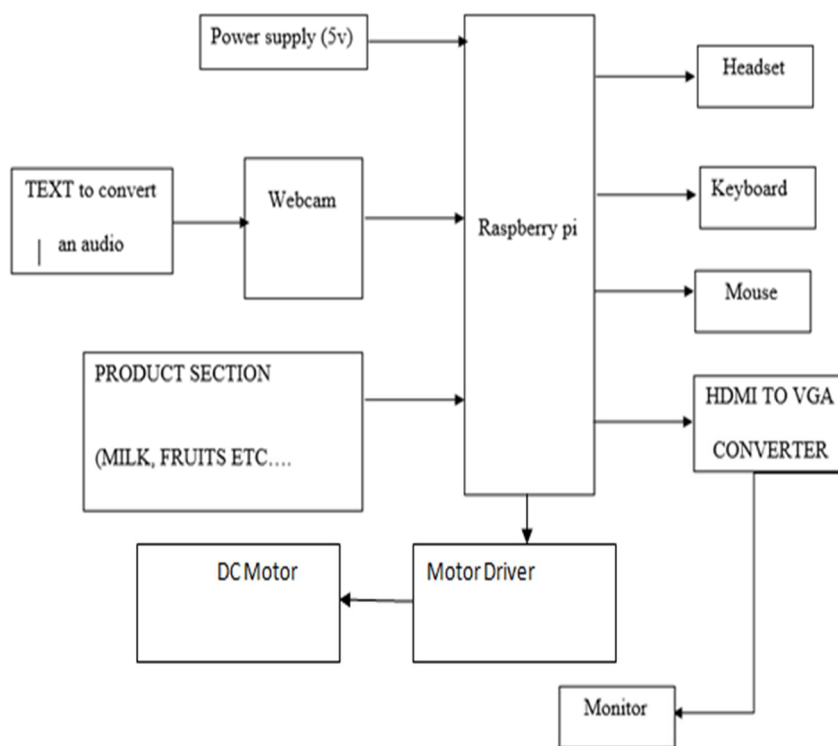 Power supply (5v)
Headset
TEXT to convert
an audio
Webcam
Raspberry pi
Keyboard
Mouse
PRODUCT SECTION
(MILK, FRUITS ETC….
HDMI TO VGA
CONVERTER
DC Motor
Motor Driver
Monitor